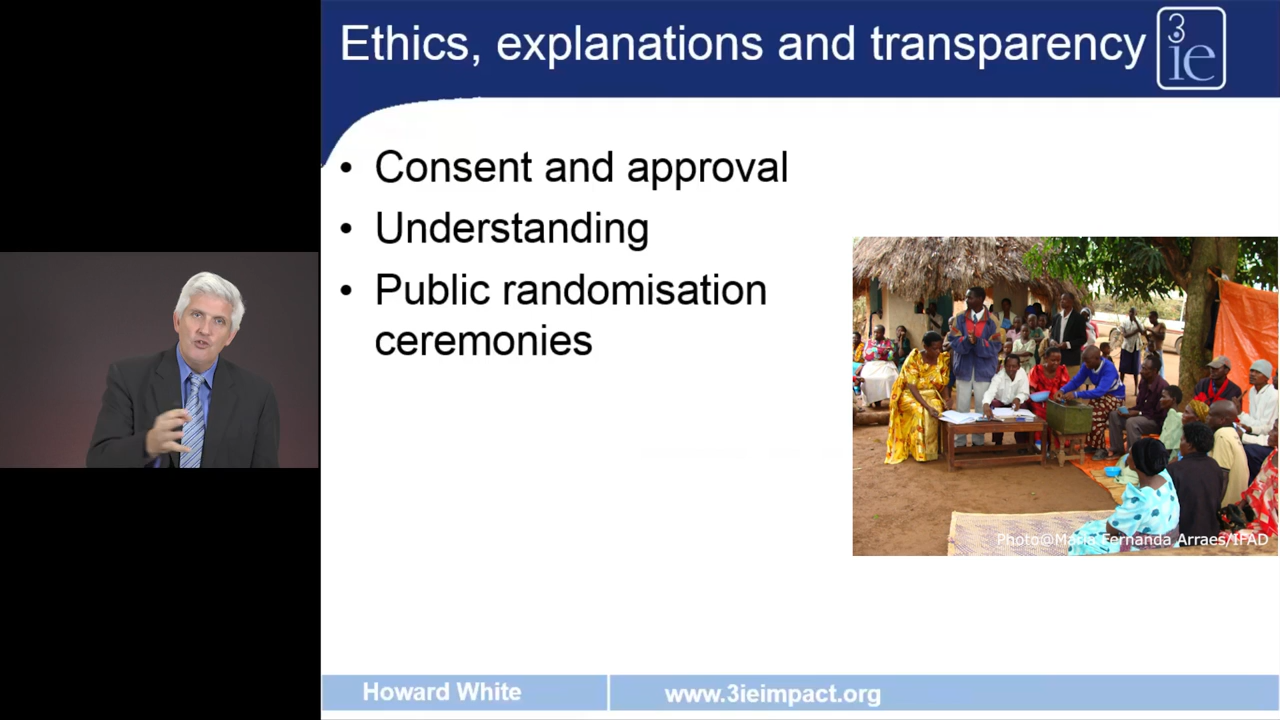 Ethics, explanations and transparency
3
ie
• Consent and approval
• Understanding
• Public randomisation
ceremonies
Photo@Maria Fernanda Arraes/IFAD
Howard White
www.3ieimpact.org